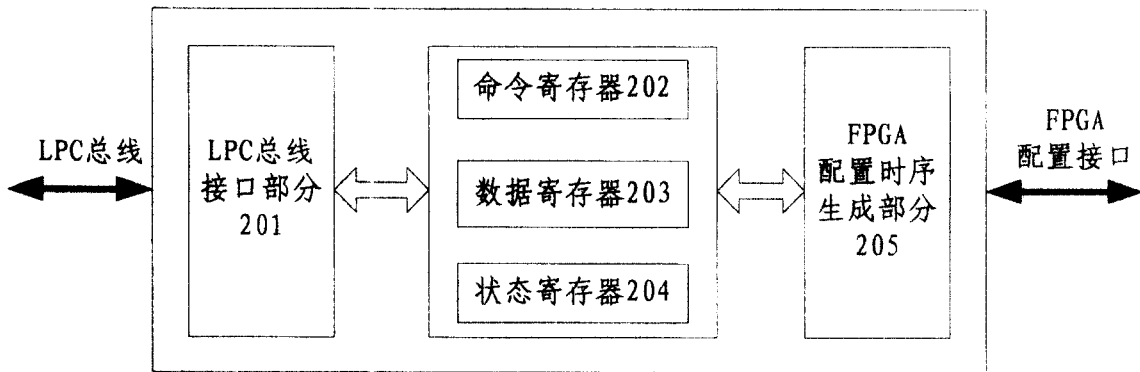 LPC总线
LPC总线
接口部分
201
命令寄存器202
数据寄存器203
状态寄存器204
FPGA
配置时序
生成部分
205
FPGA
配置接口